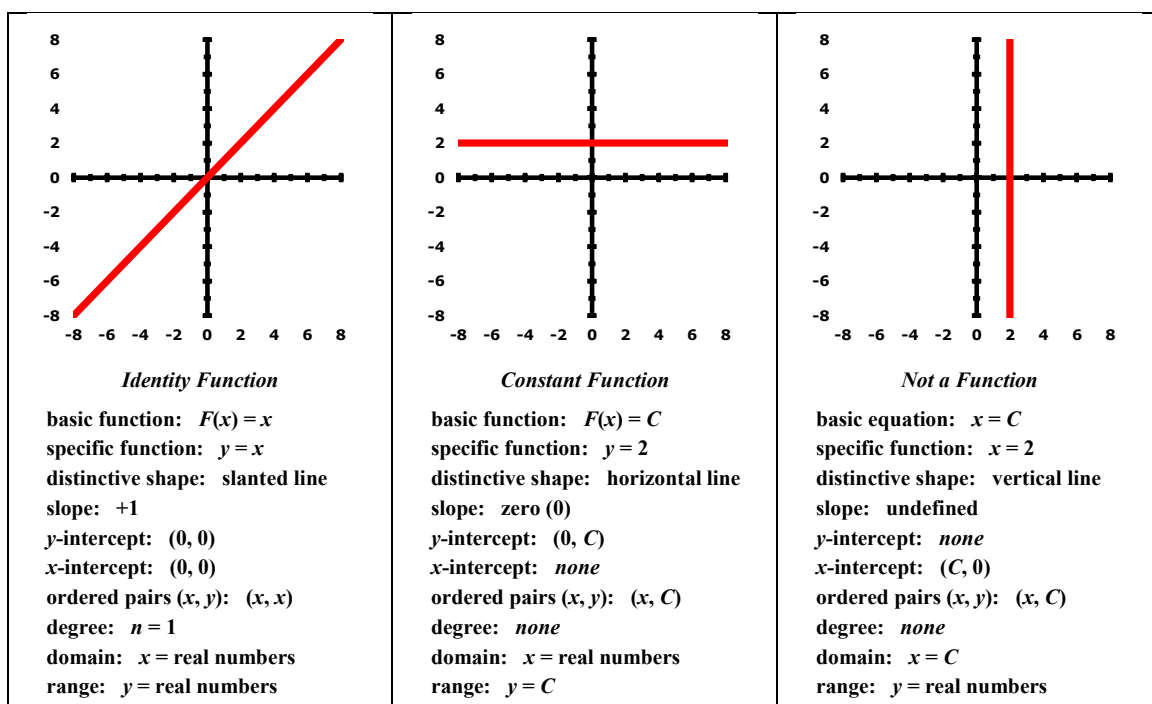 8
6
4
2
0
-2
-4
-6
-8
-8 -6 -4 -2 0 2 4 6 8
Identity Function
basic function: F(x) = x
specific function: y = x
distinctive shape: slanted line
slope: +1
y-intercept: (0, 0)
x-intercept: (0, 0)
ordered pairs (x, y): (x, x)
degree: n = 1
domain: x = real numbers
range: y = real numbers
8
6
4
2
0
-2
-4
-6
-8
-8 -6 -4 -2 0 2 4 6 8
Constant Function
basic function: F(x) = C
specific function: y = 2
distinctive shape: horizontal line
slope: zero (0)
y-intercept: (0, C)
x-intercept: none
ordered pairs (x, y): (x, C)
degree: none
domain: x = real numbers
range: y = C
8
6
4
2
0
-2
-4
-6
-8
-8 -6 -4 -2 0 2 4 6 8
Not a Function
basic equation: x = C
specific function: x = 2
distinctive shape: vertical line
slope: undefined
y-intercept: none
x-intercept: (C, 0)
ordered pairs (x, y): (x, C)
degree: none
domain: x = C
range: y = real numbers